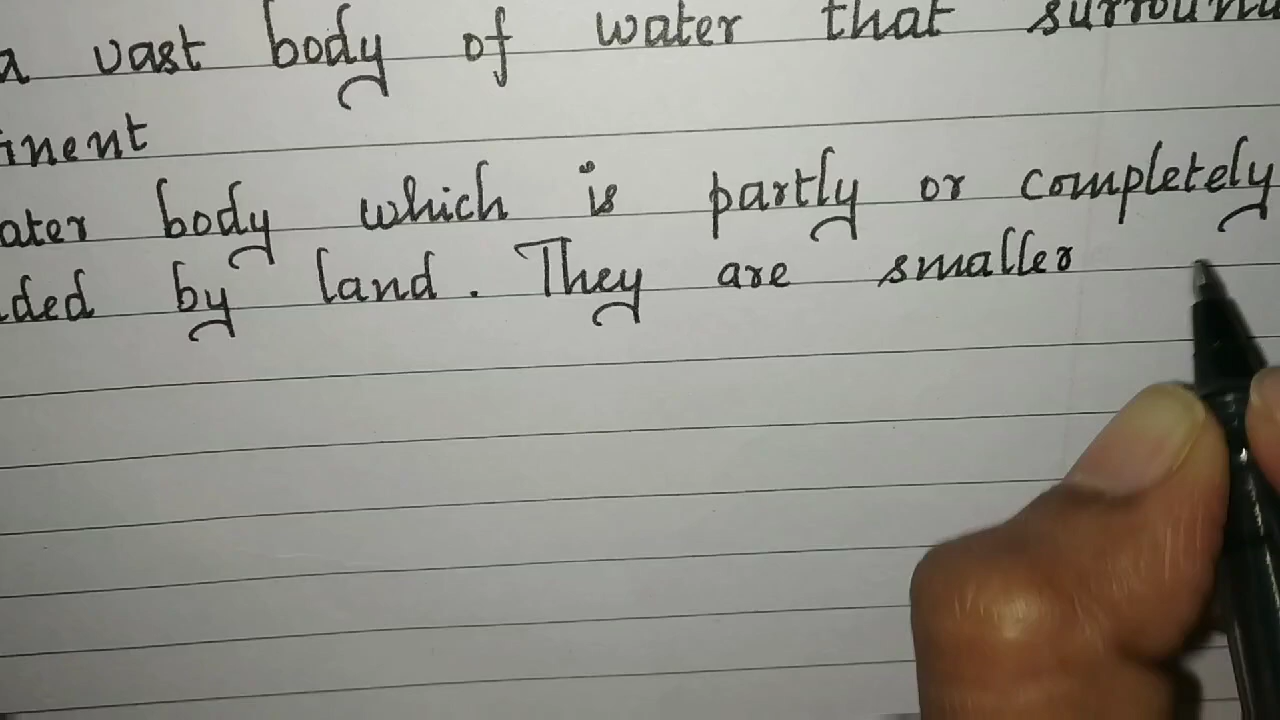 a vast body of water that surround
inent
ater body which is partly or completely
ded by land. They are smaller